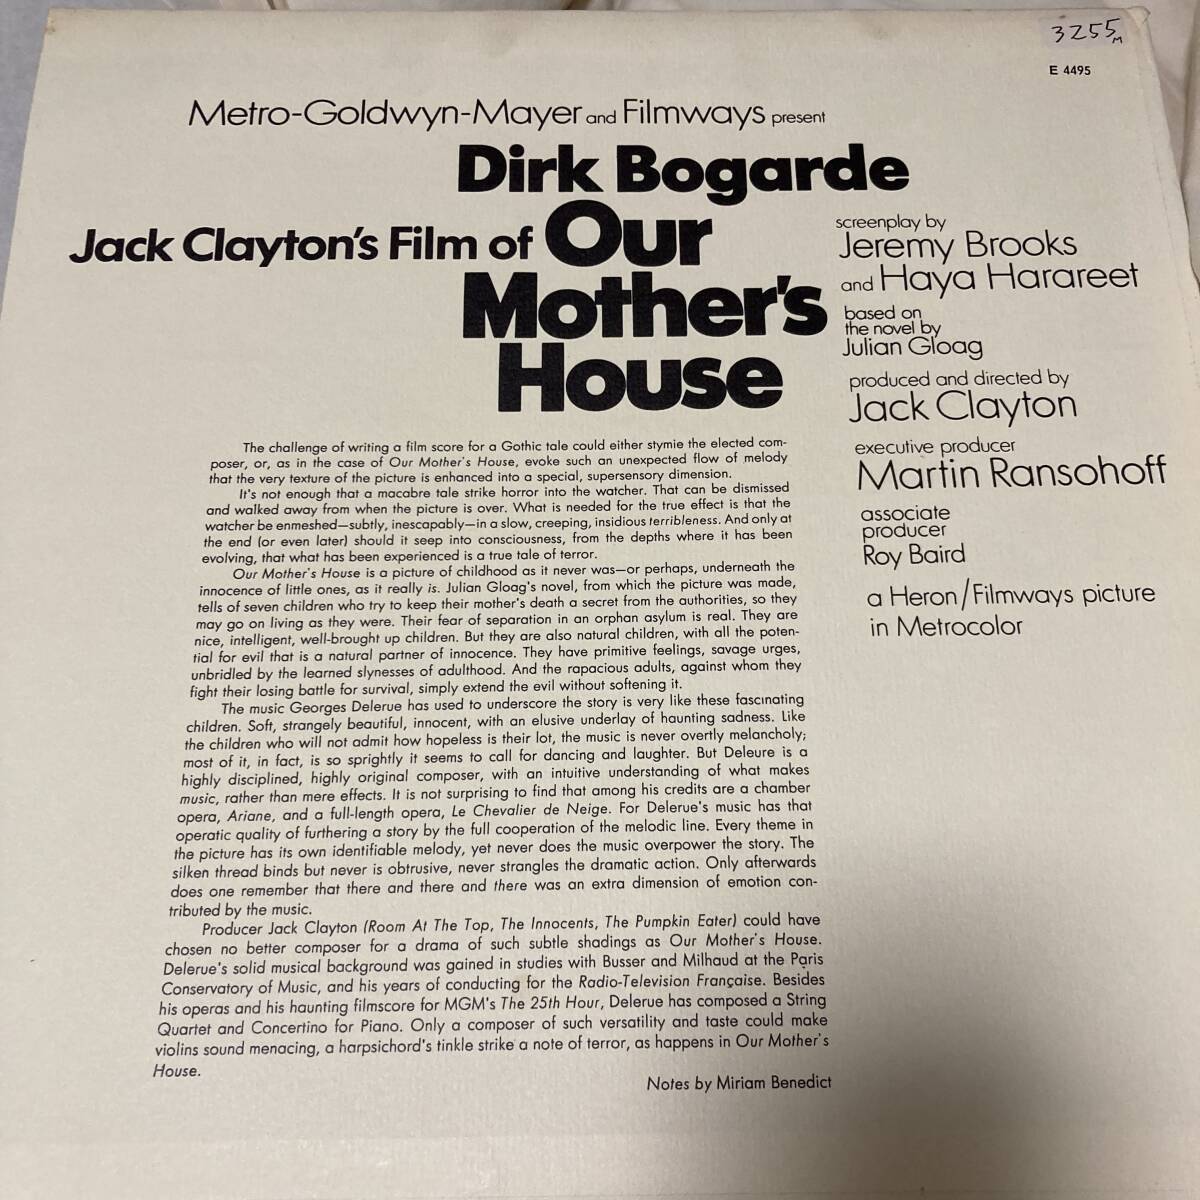 3255 M
E 4495
Metro-Goldwyn-Mayer and Filmways present
Dirk Bogarde
Jack Clayton's Film of Our
Mother's
House
screenplay by
Jeremy Brooks
and Haya Harareet
based on
the novel by
Julian Gloag
produced and directed by
Jack Clayton
executive producer
Martin Ransohoff
associate
producer
Roy Baird
a Heron/Filmways picture
in Metrocolor
The challenge of writing a film score for a Gothic tale could either stymie the elected com-
poser, or, as in the case of Our Mother's House, evoke such an unexpected flow of melody
that the very texture of the picture is enhanced into a special, supersensory dimension.
It's not enough that a macabre tale strike horror into the watcher. That can be dismissed
and walked away from when the picture is over. What is needed for the true effect is that the
watcher be enmeshed—subtly, inescapably—in a slow, creeping, insidious terribleness. And only at
the end (or even later) should it seep into consciousness, from the depths where it has been
evolving, that what has been experienced is a true tale of terror.
Our Mother's House is a picture of childhood as it never was—or perhaps, underneath the
innocence of little ones, as it really is. Julian Gloag's novel, from which the picture was made,
tells of seven children who try to keep their mother's death a secret from the authorities, so they
may go on living as they were. Their fear of separation in an orphan asylum is real. They are
nice, intelligent, well-brought up children. But they are also natural children, with all the poten-
tial for evil that is a natural partner of innocence. They have primitive feelings, savage urges,
unbridled by the learned slynesses of adulthood. And the rapacious adults, against whom they
fight their losing battle for survival, simply extend the evil without softening it.
The music Georges Delerue has used to underscore the story is very like these fascinating
children. Soft, strangely beautiful, innocent, with an elusive underlay of haunting sadness. Like
the children who will not admit how hopeless is their lot, the music is never overtly melancholy;
most of it, in fact, is so sprightly it seems to call for dancing and laughter. But Deleure is a
highly disciplined, highly original composer, with an intuitive understanding of what makes
music, rather than mere effects. It is not surprising to find that among his credits are a chamber
opera, Ariane, and a full-length opera, Le Chevalier de Neige. For Delerue's music has that
operatic quality of furthering a story by the full cooperation of the melodic line. Every theme in
the picture has its own identifiable melody, yet never does the music overpower the story. The
silken thread binds but never is obtrusive, never strangles the dramatic action. Only afterwards
does one remember that there and there and there was an extra dimension of emotion con-
tributed by the music.
Producer Jack Clayton (Room At The Top, The Innocents, The Pumpkin Eater) could have
chosen no better composer for a drama of such subtle shadings as Our Mother's House.
Delerue's solid musical background was gained in studies with Busser and Milhaud at the Paris
Conservatory of Music, and his years of conducting for the Radio-Television Française. Besides
his operas and his haunting filmscore for MGM's The 25th Hour, Delerue has composed a String
Quartet and Concertino for Piano. Only a composer of such versatility and taste could make
violins sound menacing, a harpsichord's tinkle strike a note of terror, as happens in Our Mother's
House.
Notes by Miriam Benedict